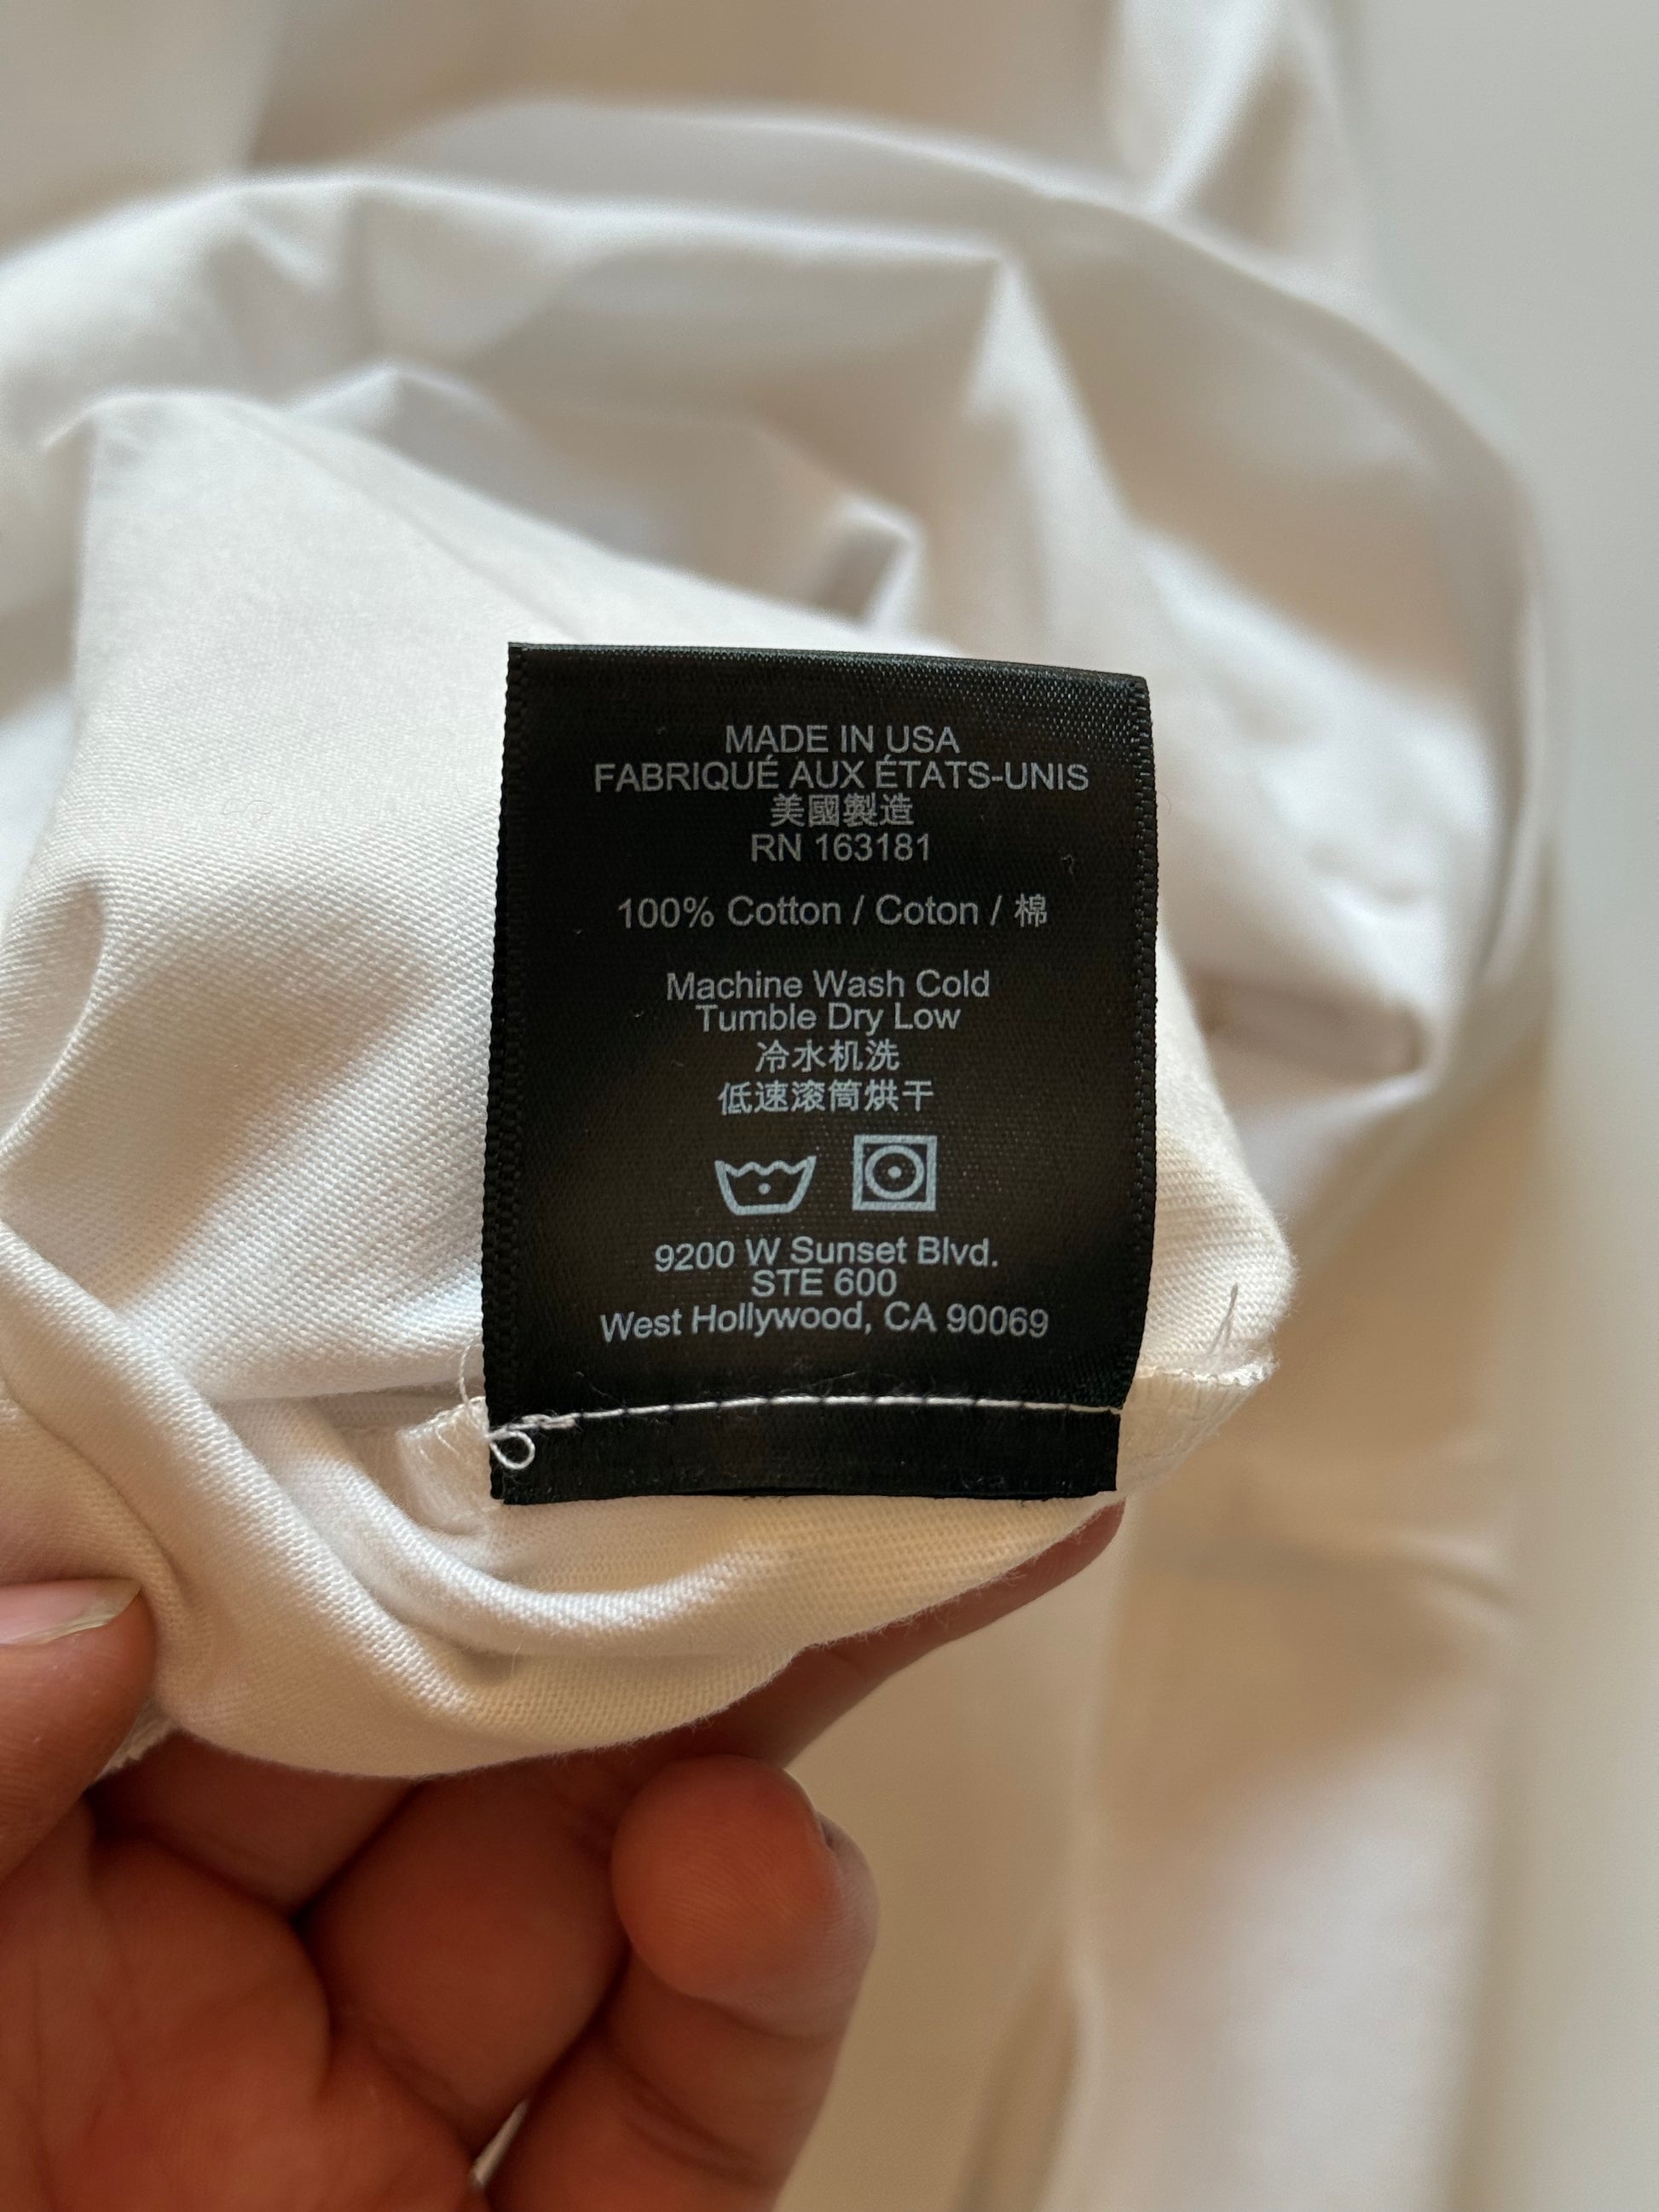 MADE IN USA
FABRIQUÉ AUX ÉTATS-UNIS
美國製造
RN 163181
100% Cotton / Coton / 棉
Machine Wash Cold
Tumble Dry Low
冷水机洗
低速滚筒烘干
9200 W Sunset Blvd.
STE 600
West Hollywood, CA 90069